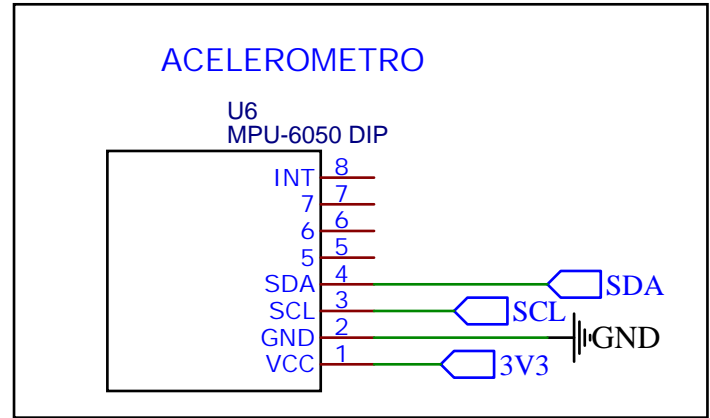 ACELEROMETRO
U6
MPU-6050 DIP
INT 8
7 7
6 6
5 5
SDA 4 SDA
SCL 3 SCL
GND 2 GND
VCC 1 3V3